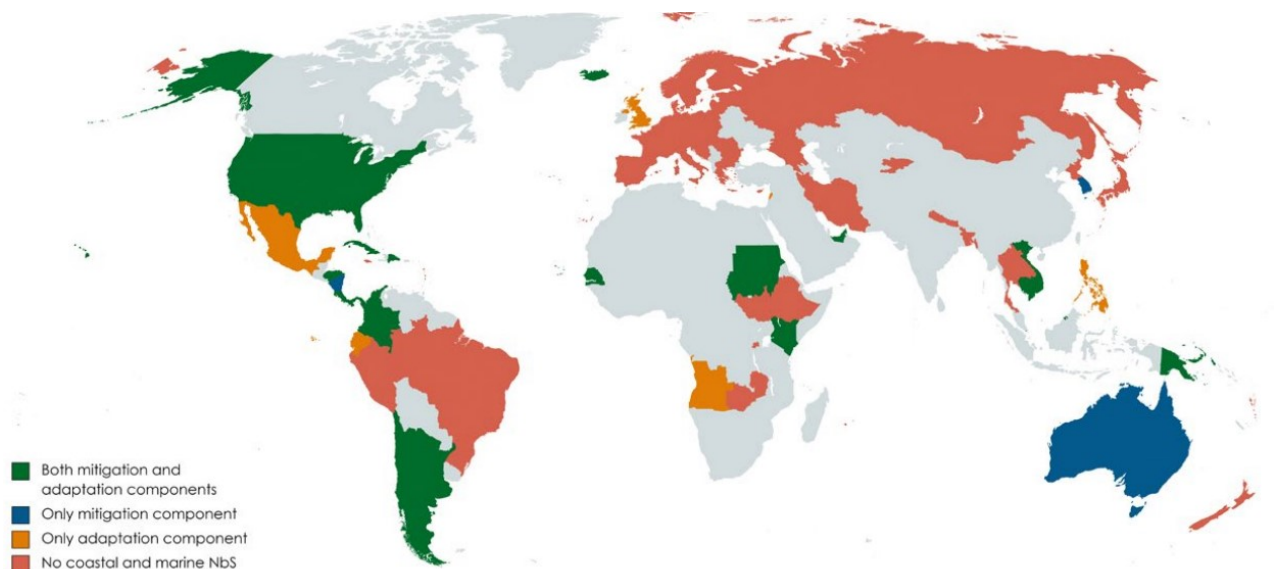 Both mitigation and
adaptation components
Only mitigation component
Only adaptation component
No coastal and marine NbS